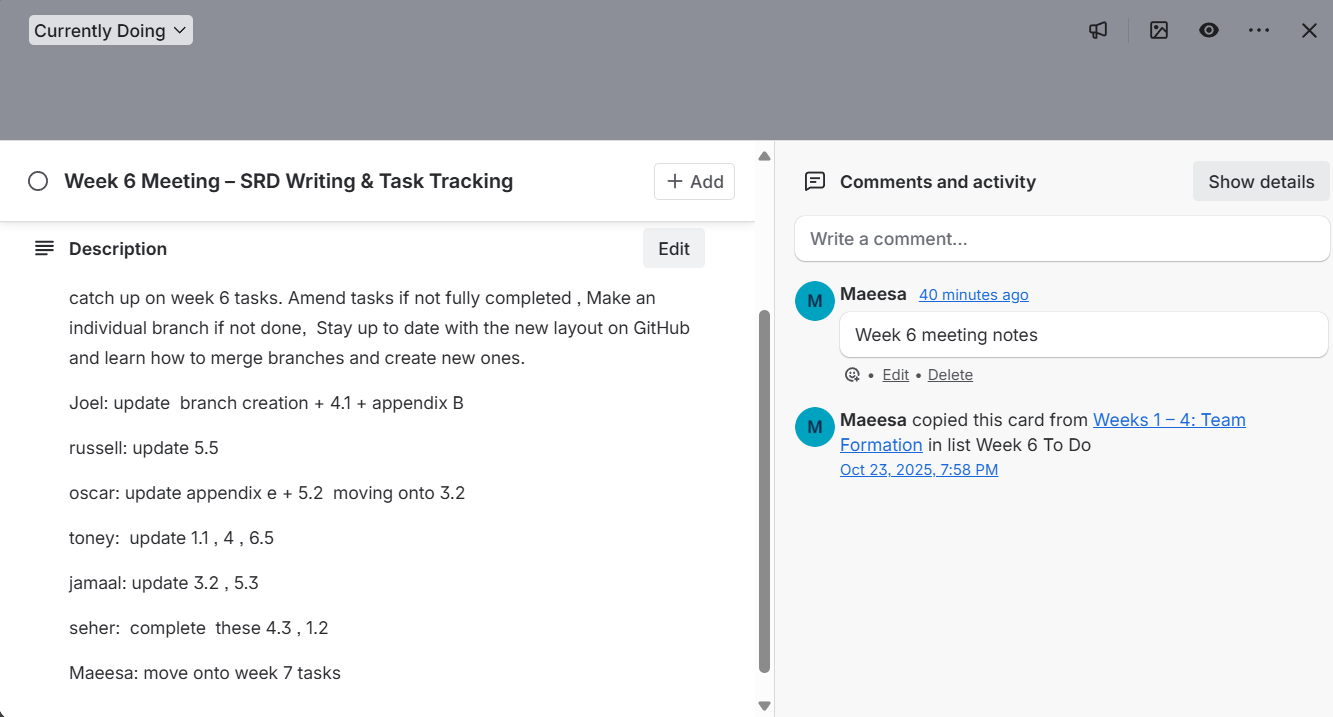 Currently Doing
Week 6 Meeting – SRD Writing & Task Tracking
+ Add
Description
Edit
catch up on week 6 tasks. Amend tasks if not fully completed , Make an
individual branch if not done,  Stay up to date with the new layout on GitHub
and learn how to merge branches and create new ones.
Joel: update  branch creation + 4.1 + appendix B
russell: update 5.5
oscar: update appendix e + 5.2  moving onto 3.2
toney:  update 1.1 , 4 , 6.5
jamaal: update 3.2 , 5.3
seher:  complete  these 4.3 , 1.2
Maeesa: move onto week 7 tasks
Comments and activity
Show details
Write a comment...
M
Maeesa 40 minutes ago
Week 6 meeting notes
• Edit • Delete
M
Maeesa copied this card from Weeks 1 – 4: Team
Formation in list Week 6 To Do
Oct 23, 2025, 7:58 PM